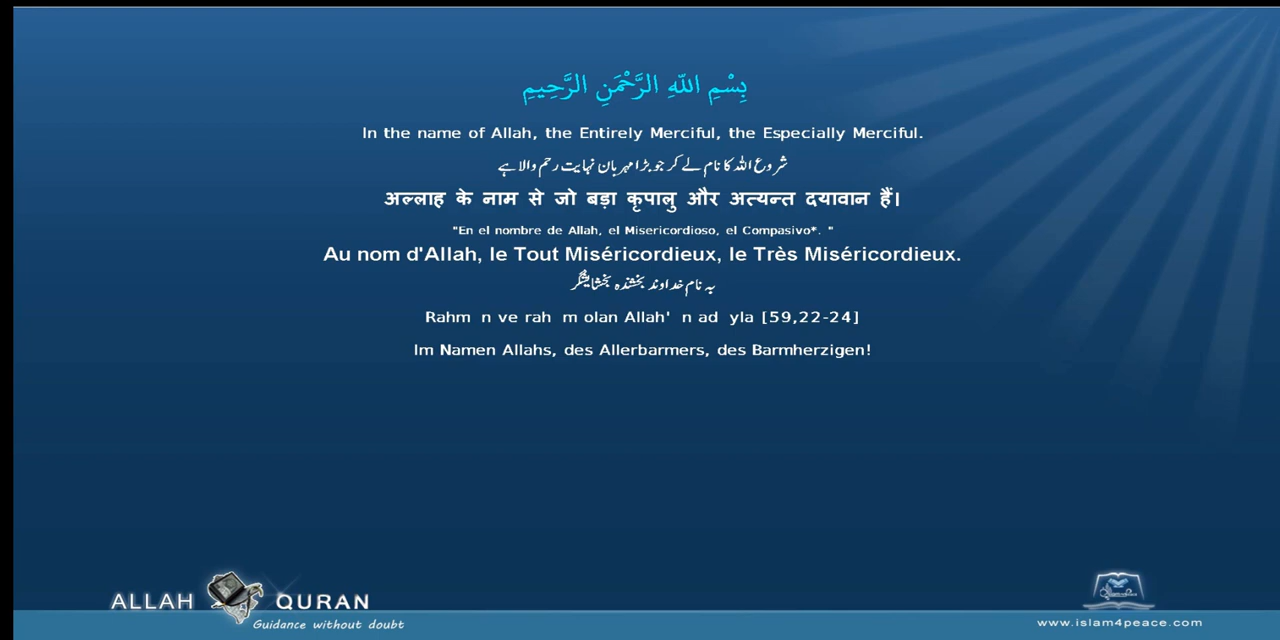 بِسْمِ اللّهِ الرَّحْمَنِ الرَّحِيمِ
In the name of Allah, the Entirely Merciful, the Especially Merciful.
شروع اللہ کا نام لے کر جو بڑا مہربان نہایت رحم والا ہے
अल्लाह के नाम से जो बड़ा कृपालु और अत्यन्त दयावान हैं।
"En el nombre de Allah, el Misericordioso, el Compasivo*. "
Au nom d'Allah, le Tout Miséricordieux, le Très Miséricordieux.
به نام خداوند بخشنده بخشایشگر
Rahm n ve rah m olan Allah' n ad yla [59,22-24]
Im Namen Allahs, des Allerbarmers, des Barmherzigen!
ALLAH QURAN
Guidance without doubt
www.islam4peace.com